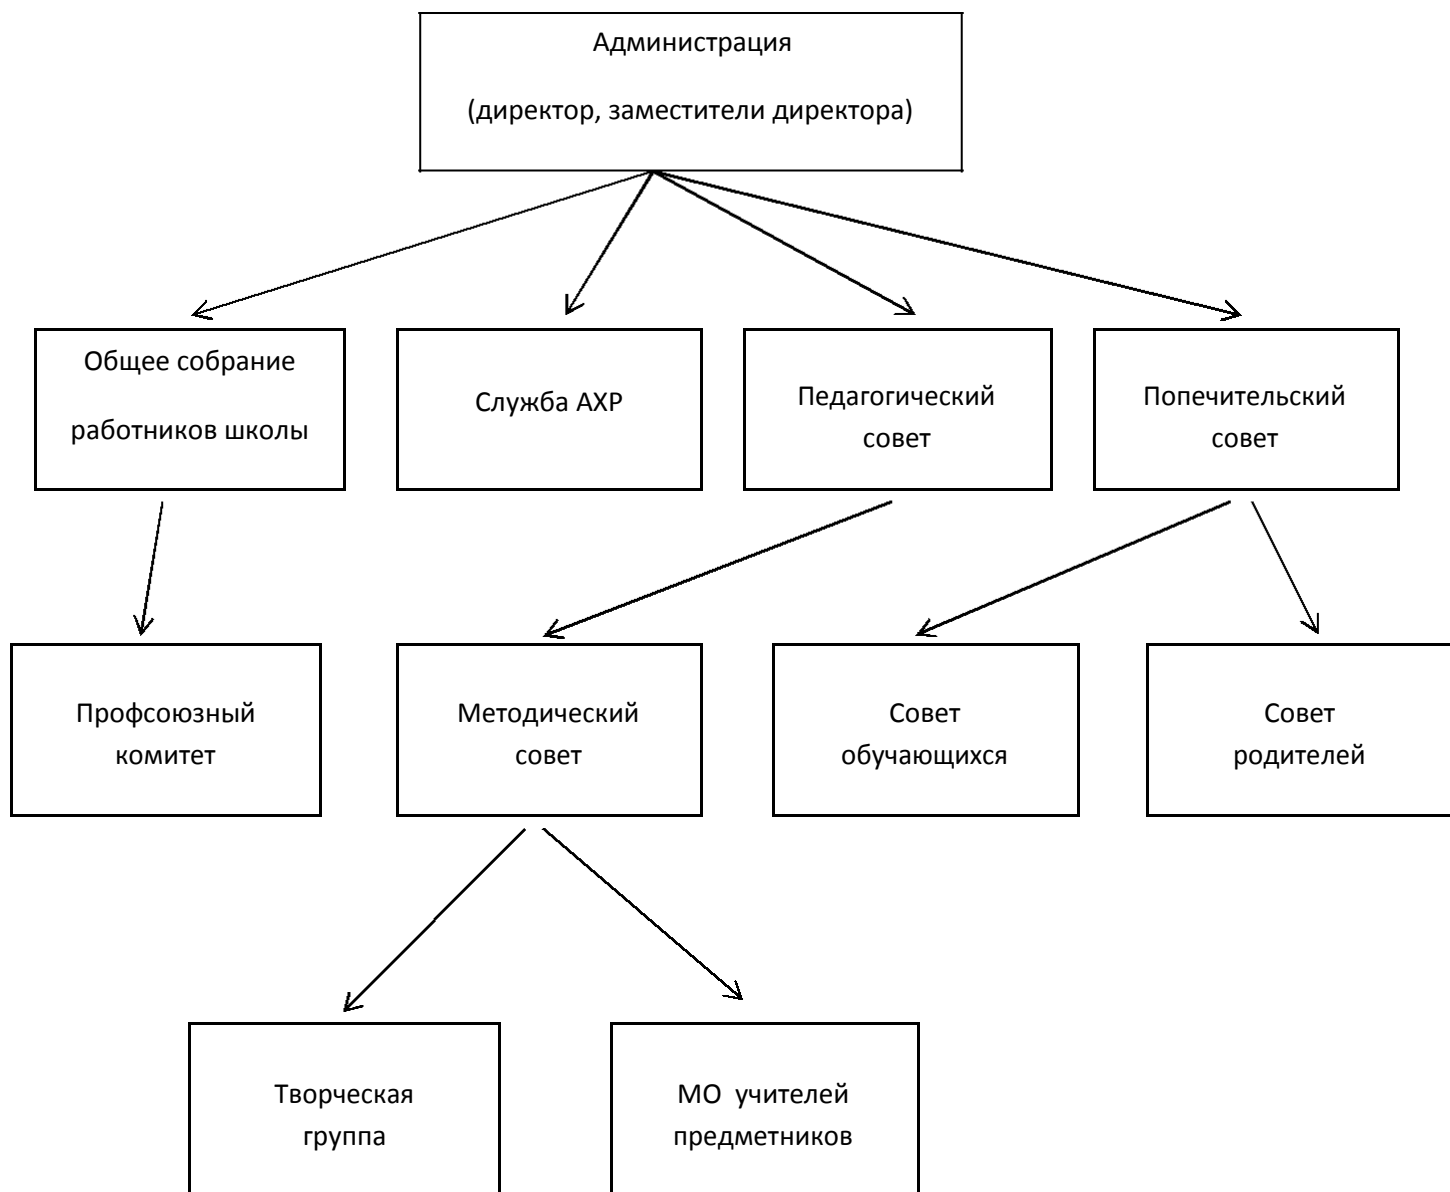 Администрация
(директор, заместители директора)
Общее собрание
работников школы
Служба АХР
Педагогический
совет
Попечительский
совет
Профсоюзный
комитет
Методический
совет
Совет
обучающихся
Совет
родителей
Творческая
группа
МО  учителей
предметников